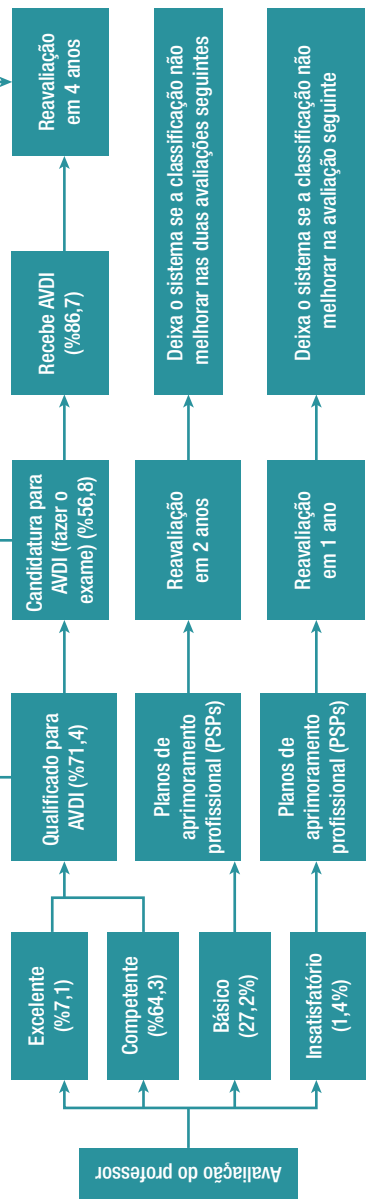 Avaliação do professor
Excelente
(%7,1)
Competente
(%64,3)
Básico
(27,2%)
Insatisfatório
(1,4%)
Qualificado para
AVDI (%71,4)
Candidatura para
AVDI (fazer o
exame) (%56,8)
Recebe AVDI
(%86,7)
Reavaliação
em 4 anos
Planos de
aprimoramento
profissional (PSPs)
Reavaliação
em 2 anos
Deixa o sistema se a classificação não
melhorar nas duas avaliações seguintes
Planos de
aprimoramento
profissional (PSPs)
Reavaliação
em 1 ano
Deixa o sistema se a classificação não
melhorar na avaliação seguinte